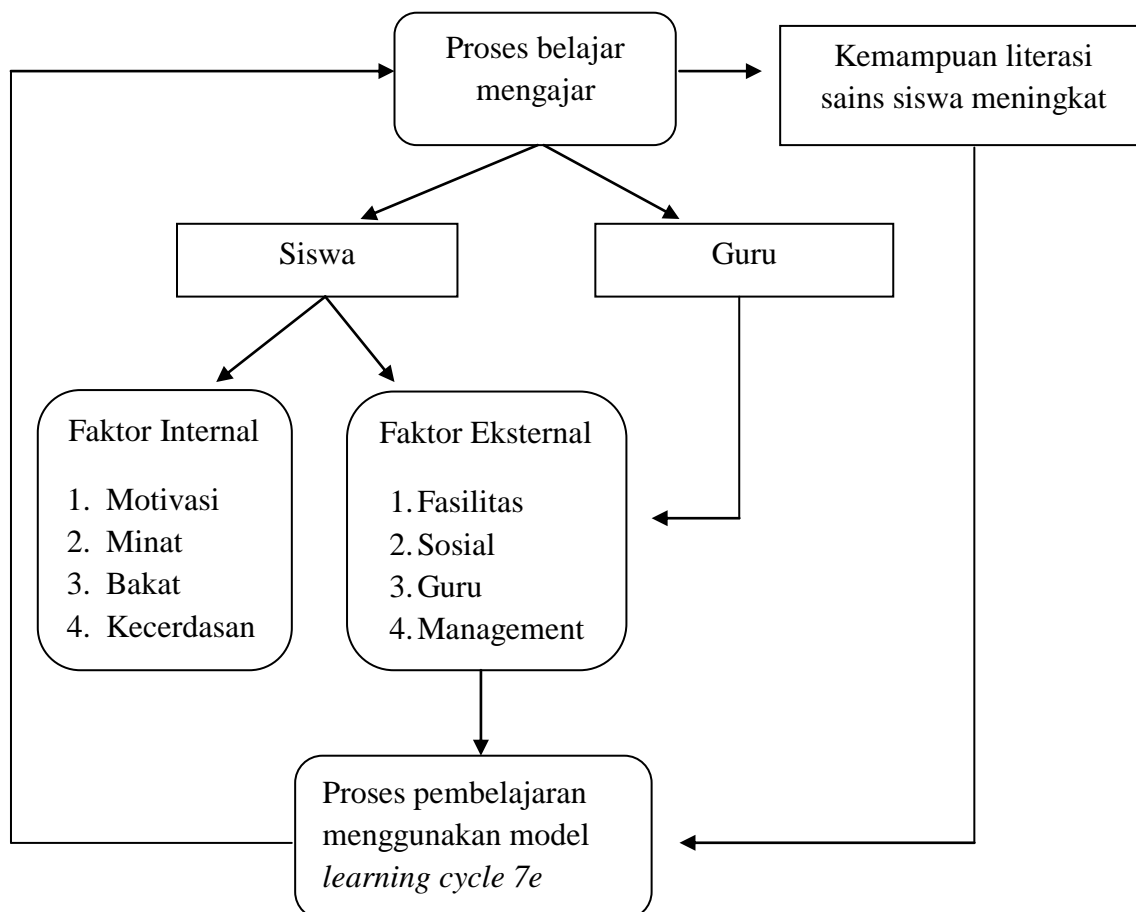 Proses belajar
mengajar
Kemampuan literasi
sains siswa meningkat
Siswa
Guru
Faktor Internal
1. Motivasi
2. Minat
3. Bakat
4. Kecerdasan
Faktor Eksternal
1. Fasilitas
2. Sosial
3. Guru
4. Management
Proses pembelajaran
menggunakan model
learning cycle 7e